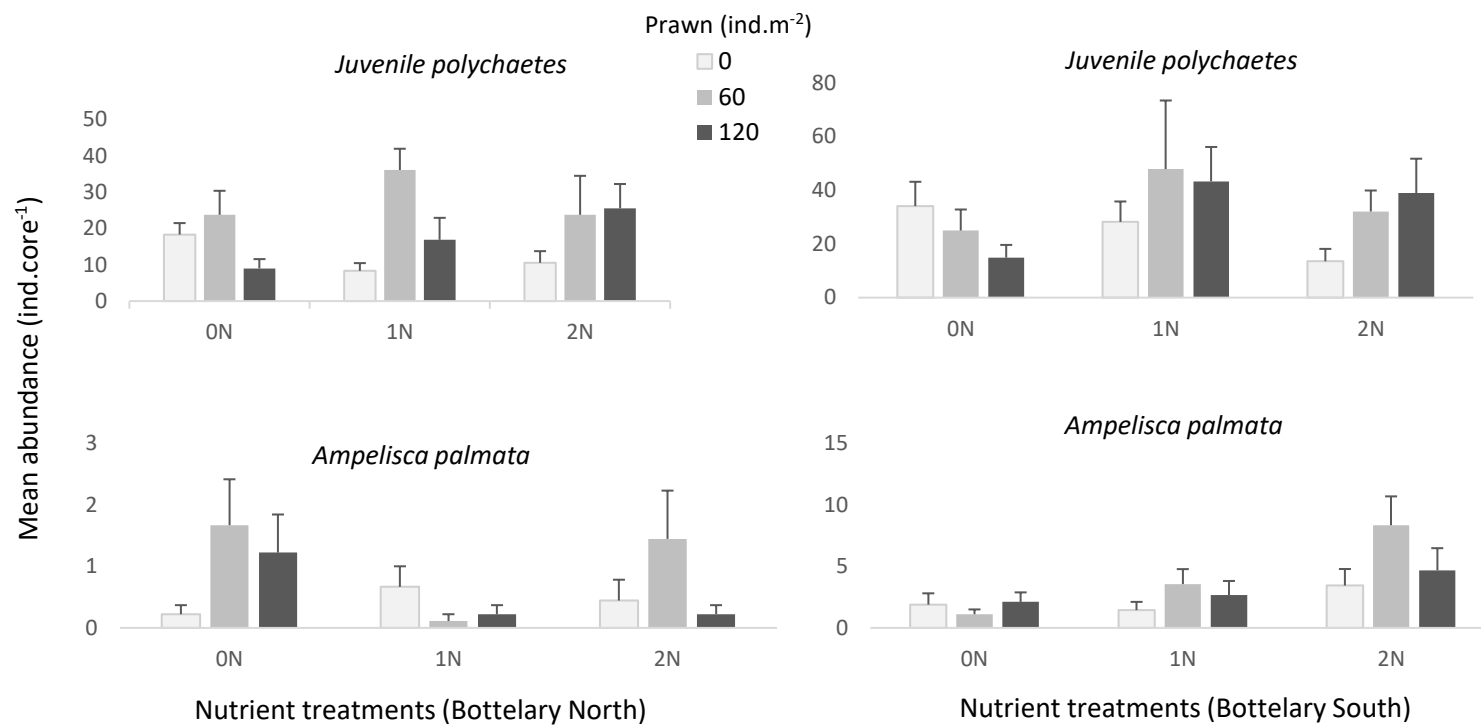 Prawn (ind.m-2)
0
60
120
Mean abundance (ind.core-1)
Juvenile polychaetes
50
40
30
20
10
0
0N 1N 2N
Juvenile polychaetes
80
60
40
20
0
0N 1N 2N
Ampelisca palmata
3
2
1
0
0N 1N 2N
Nutrient treatments (Bottelary North)
Ampelisca palmata
15
10
5
0
0N 1N 2N
Nutrient treatments (Bottelary South)